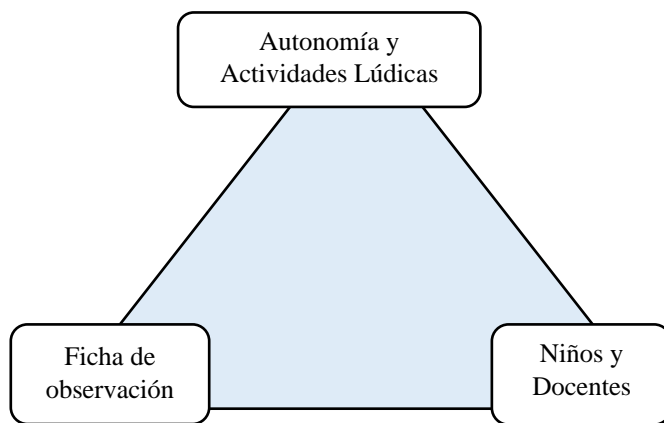 Autonomía y
Actividades Lúdicas
Ficha de
observación
Niños y
Docentes